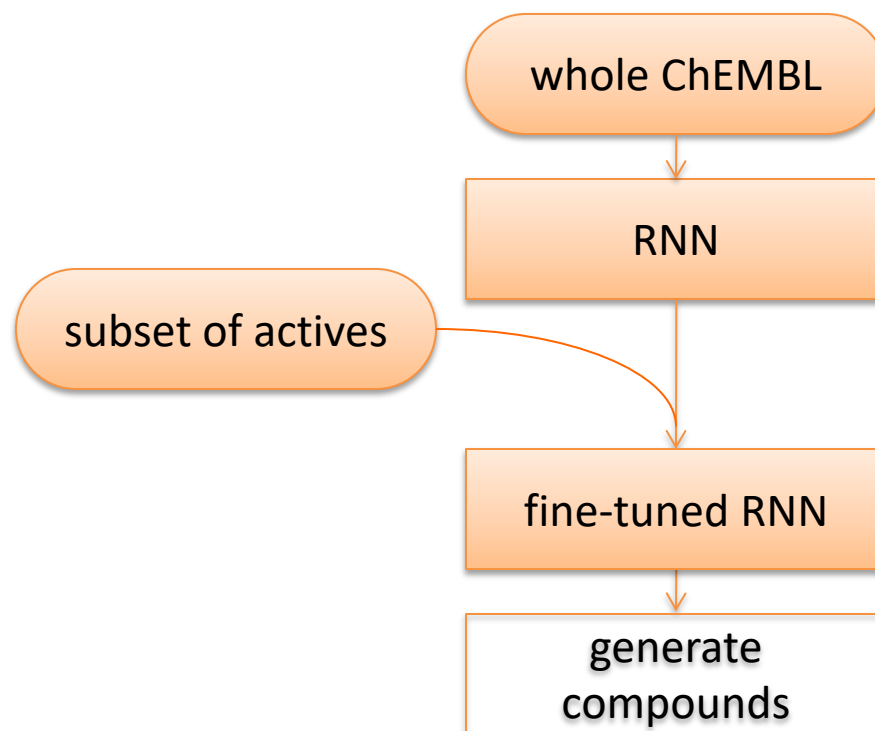 whole ChEMBL
RNN
subset of actives
fine-tuned RNN
generate
compounds